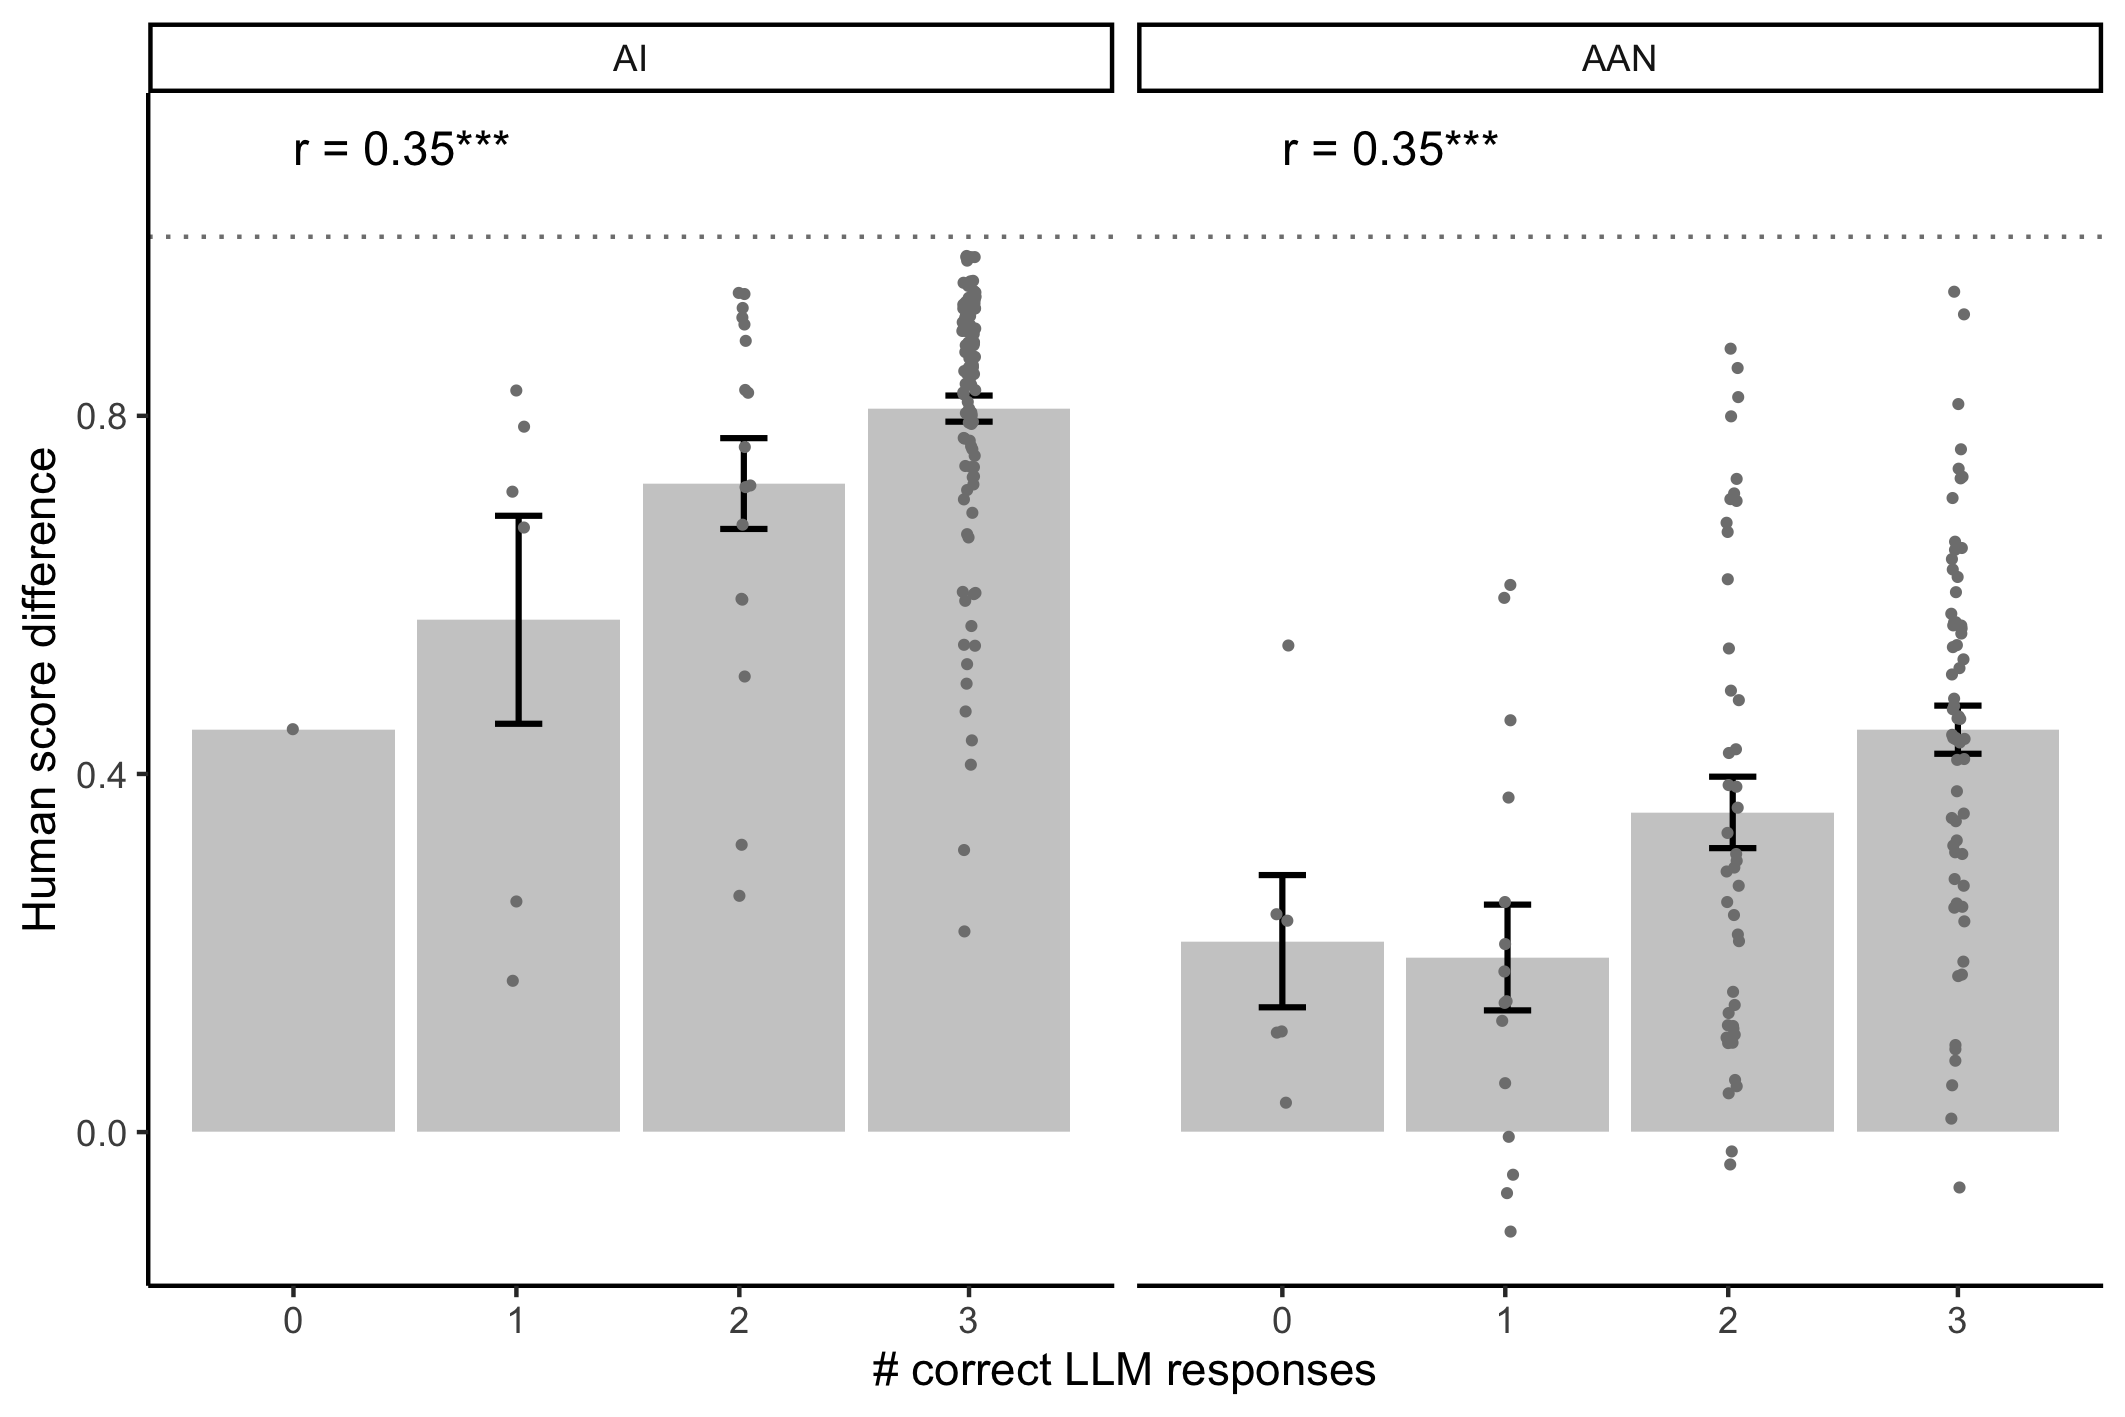 AI
AAN
r = 0.35***
r = 0.35***
Human score difference
0.8
0.4
0.0
0 1 2 3
0 1 2 3
# correct LLM responses